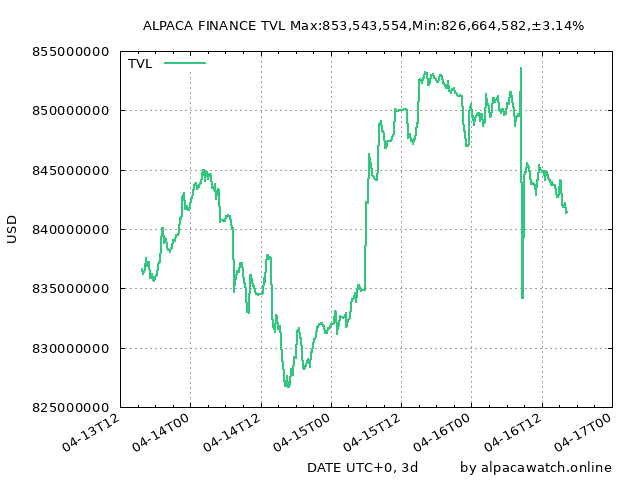 ALPACA FINANCE TVL Max:853,543,554,Min:826,664,582,±3.14%
855000000
TVL
850000000
845000000
840000000
835000000
830000000
825000000
USD
04-13T12
04-14T00
04-14T12
04-15T00
04-15T12
04-16T00
04-16T12
04-17T00
DATE UTC+0, 3d
by alpacawatch.online